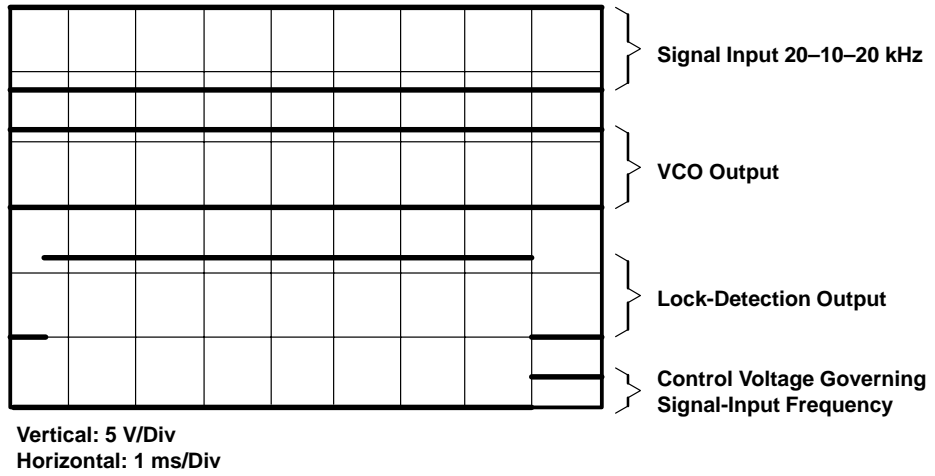 Signal Input 20–10–20 kHz
VCO Output
Lock-Detection Output
Control Voltage Governing
Signal-Input Frequency
Vertical: 5 V/Div
Horizontal: 1 ms/Div